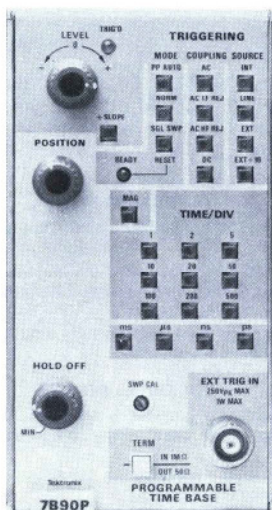 TRIG'D
LEVEL
0
- +
TRIGGERING
MODE COUPLING SOURCE
PP AUTO AC INT
NORM AC LF REJ LINE
SGL SWP AC HF REJ EXT
DC EXT ÷ 10
+ SLOPE
READY RESET
POSITION
MAG
TIME/DIV
1 2 5
10 20 50
100 200 500
ms μs ns ps
HOLD OFF
MIN
SWP CAL
EXT TRIG IN
250Vpk MAX
1W MAX
TERM
IN 1MΩ
OUT 50Ω
Tektronix
PROGRAMMABLE
TIME BASE
7B90P